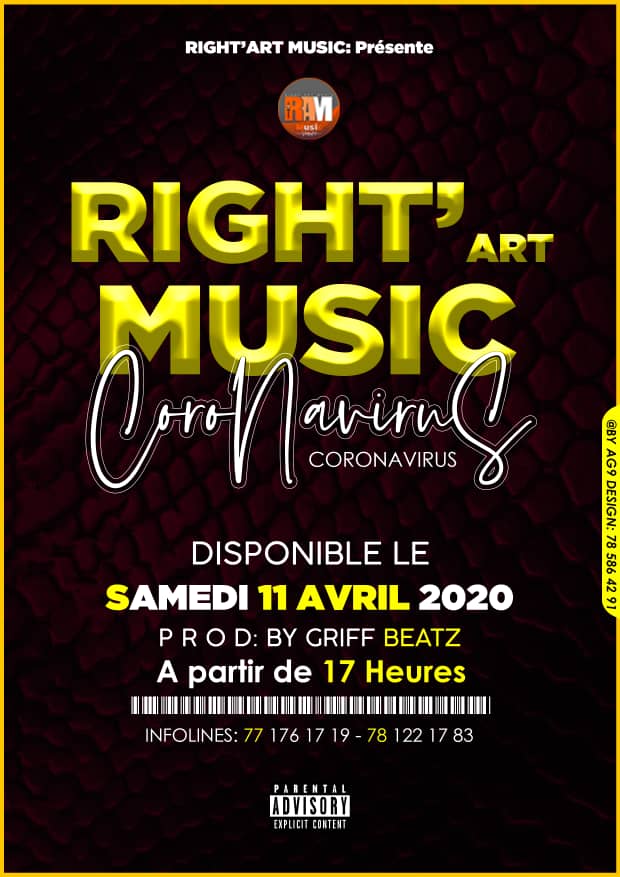 RIGHT'ART MUSIC: Présente
RAM
Music
RIGHT' ART
MUSIC
CoroNaviruS
CORONAVIRUS
@BY AG9 DESIGN: 78 586 42 91
DISPONIBLE LE
SAMEDI 11 AVRIL 2020
P R O D: BY GRIFF BEATZ
A partir de 17 Heures
INFOLINES: 77 176 17 19 - 78 122 17 83
PARENTAL
ADVISORY
EXPLICIT CONTENT